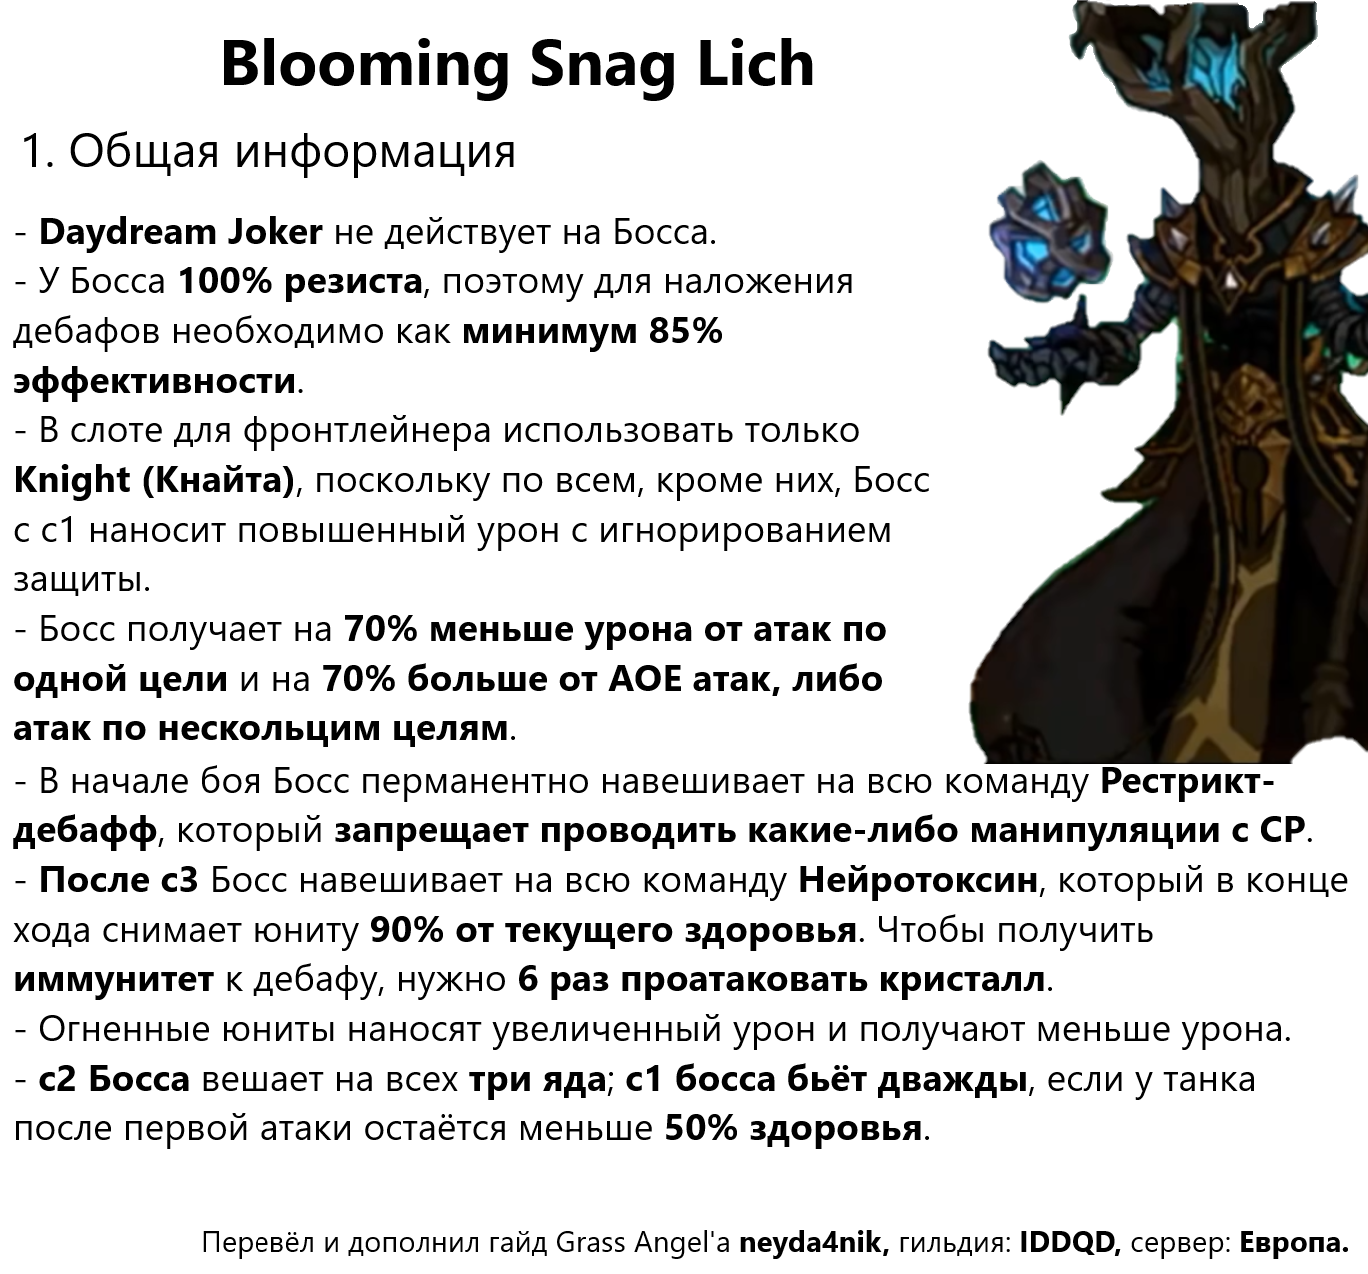 Blooming Snag Lich
1. Общая информация
- Daydream Joker не действует на Босса.
- У Босса 100% резиста, поэтому для наложения
дебафов необходимо как минимум 85%
эффективности.
- В слоте для фронтлейнера использовать только
Knight (Кнайта), поскольку по всем, кроме них, Босс
с с1 наносит повышенный урон с игнорированием
защиты.
- Босс получает на 70% меньше урона от атак по
одной цели и на 70% больше от АОЕ атак, либо
атак по нескольцим целям.
- В начале боя Босс перманентно навешивает на всю команду Рестрикт-
дебафф, который запрещает проводить какие-либо манипуляции с СР.
- После с3 Босс навешивает на всю команду Нейротоксин, который в конце
хода снимает юниту 90% от текущего здоровья. Чтобы получить
иммунитет к дебафу, нужно 6 раз проатаковать кристалл.
- Огненные юниты наносят увеличенный урон и получают меньше урона.
- с2 Босса вешает на всех три яда; с1 босса бьёт дважды, если у танка
после первой атаки остаётся меньше 50% здоровья.
Перевёл и дополнил гайд Grass Angel'a neyda4nik, гильдия: IDDQD, сервер: Европа.